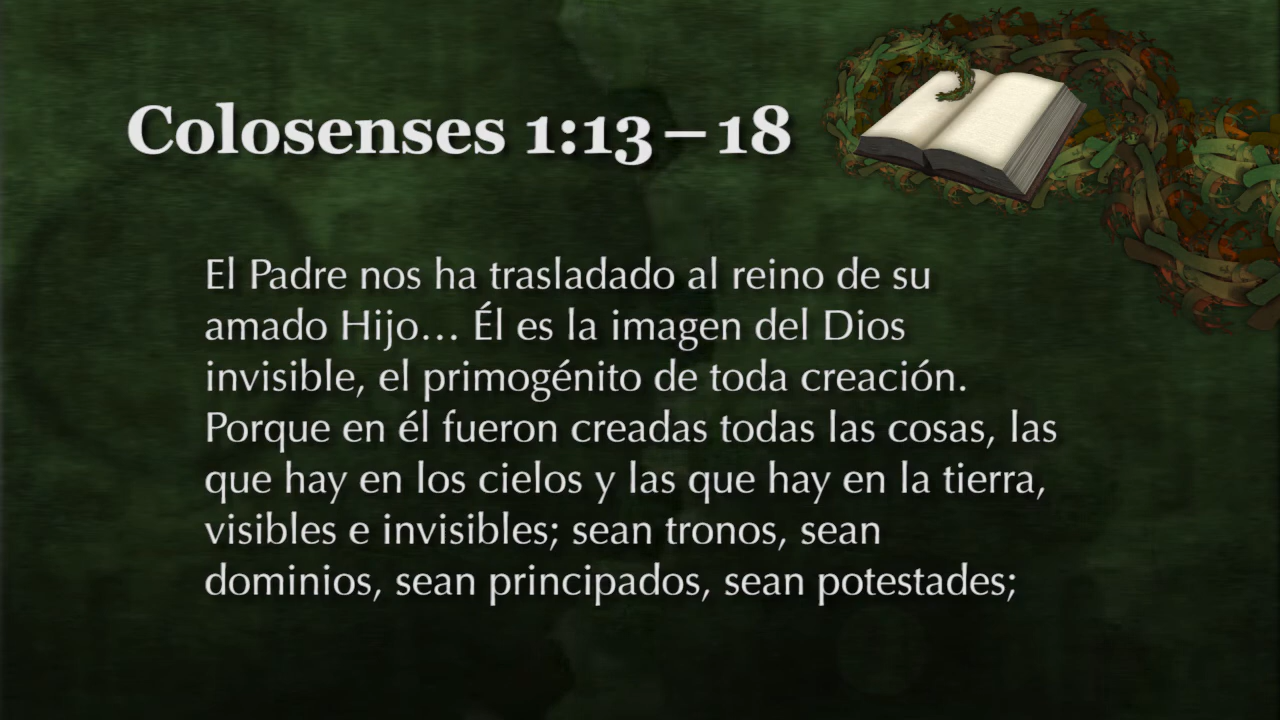 Colosenses 1:13–18
El Padre nos ha trasladado al reino de su
amado Hijo… Él es la imagen del Dios
invisible, el primogénito de toda creación.
Porque en él fueron creadas todas las cosas, las
que hay en los cielos y las que hay en la tierra,
visibles e invisibles; sean tronos, sean
dominios, sean principados, sean potestades;